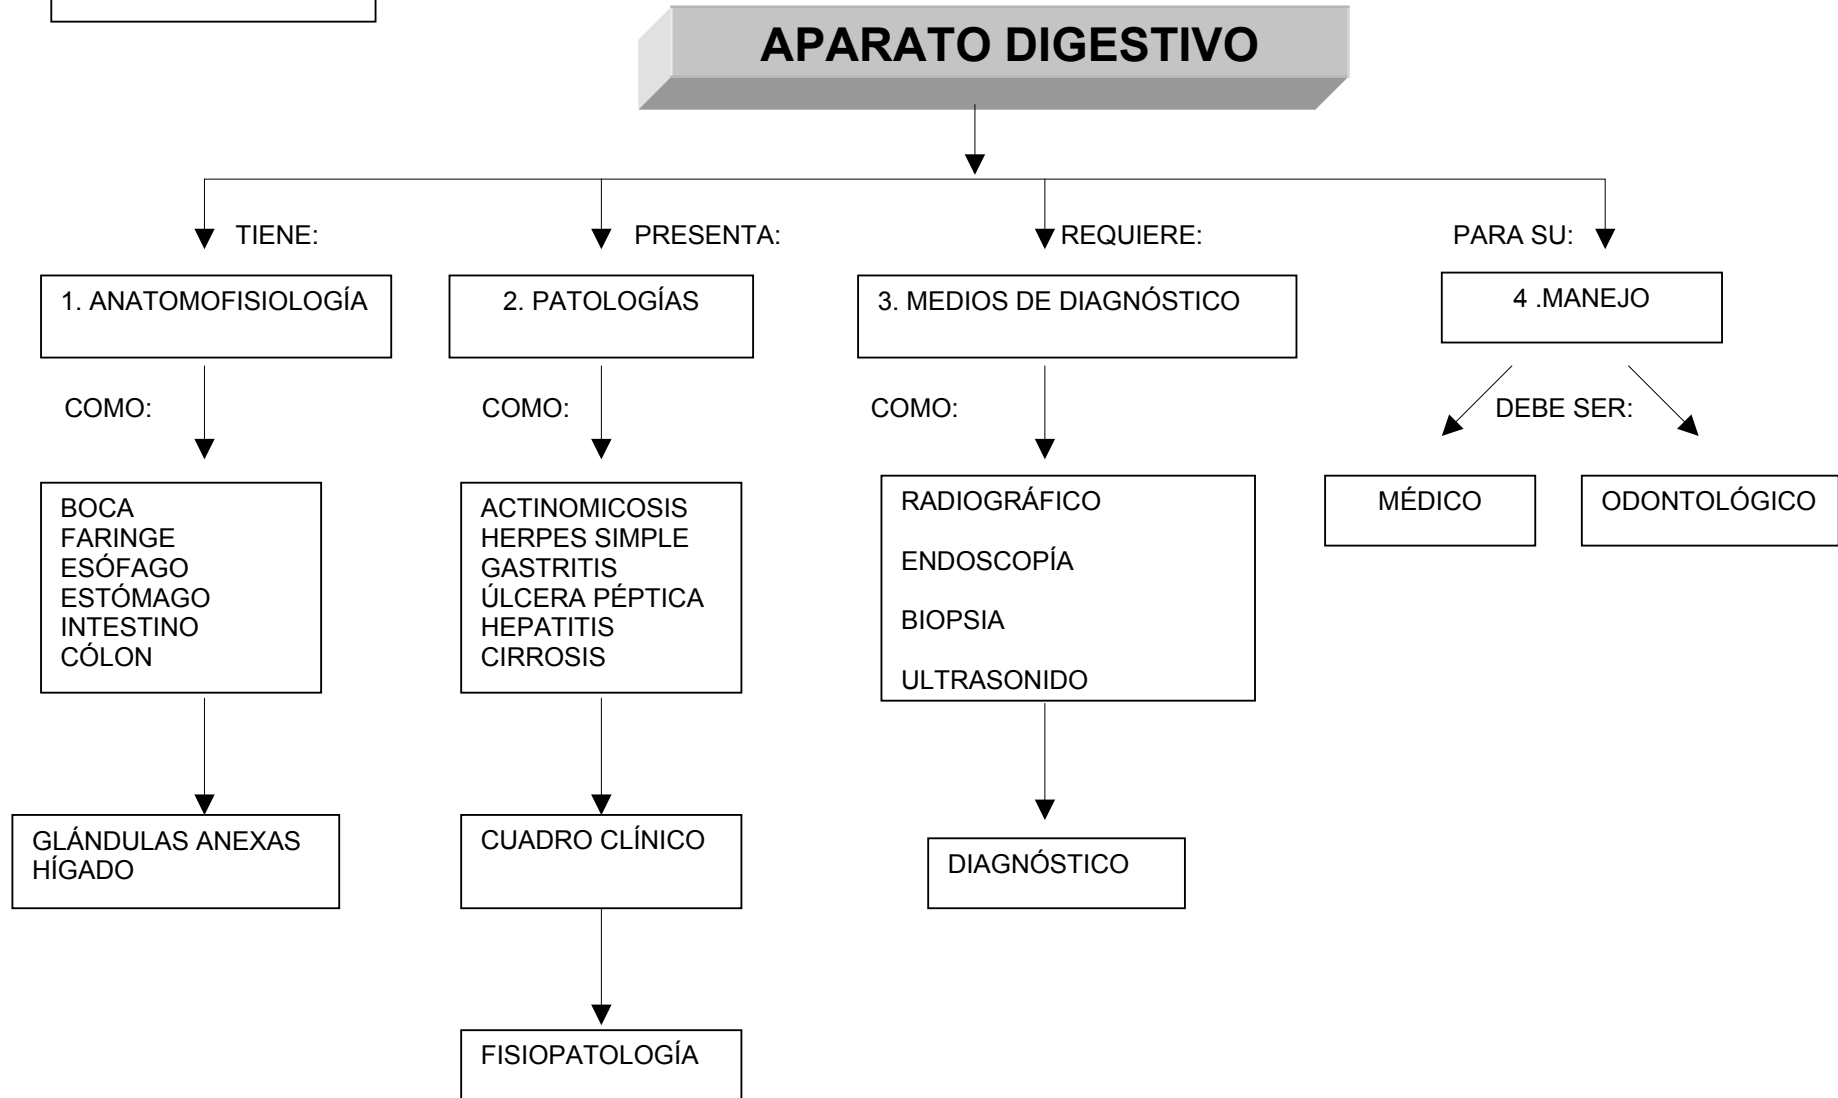 APARATO DIGESTIVO
TIENE:
PRESENTA:
REQUIERE:
PARA SU:
1. ANATOMOFISIOLOGÍA
2. PATOLOGÍAS
3. MEDIOS DE DIAGNÓSTICO
4 .MANEJO
COMO:
COMO:
COMO:
DEBE SER:
BOCA
FARINGE
ESÓFAGO
ESTÓMAGO
INTESTINO
CÓLON
ACTINOMICOSIS
HERPES SIMPLE
GASTRITIS
ÚLCERA PÉPTICA
HEPATITIS
CIRROSIS
RADIOGRÁFICO
ENDOSCOPÍA
BIOPSIA
ULTRASONIDO
MÉDICO
ODONTOLÓGICO
GLÁNDULAS ANEXAS
HÍGADO
CUADRO CLÍNICO
DIAGNÓSTICO
FISIOPATOLOGÍA